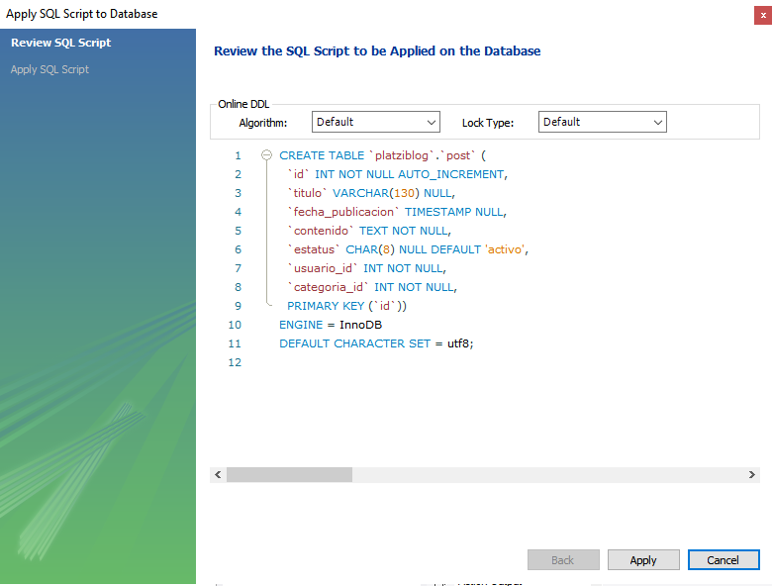 Apply SQL Script to Database
x
Review SQL Script
Apply SQL Script
Review the SQL Script to be Applied on the Database
Online DDL
Algorithm: Default Lock Type: Default
1 CREATE TABLE `platziblog`.`post` (
2 `id` INT NOT NULL AUTO_INCREMENT,
3 `titulo` VARCHAR(130) NULL,
4 `fecha_publicacion` TIMESTAMP NULL,
5 `contenido` TEXT NOT NULL,
6 `estatus` CHAR(8) NULL DEFAULT 'activo',
7 `usuario_id` INT NOT NULL,
8 `categoria_id` INT NOT NULL,
9 PRIMARY KEY (`id`))
10 ENGINE = InnoDB
11 DEFAULT CHARACTER SET = utf8;
12
Back Apply Cancel